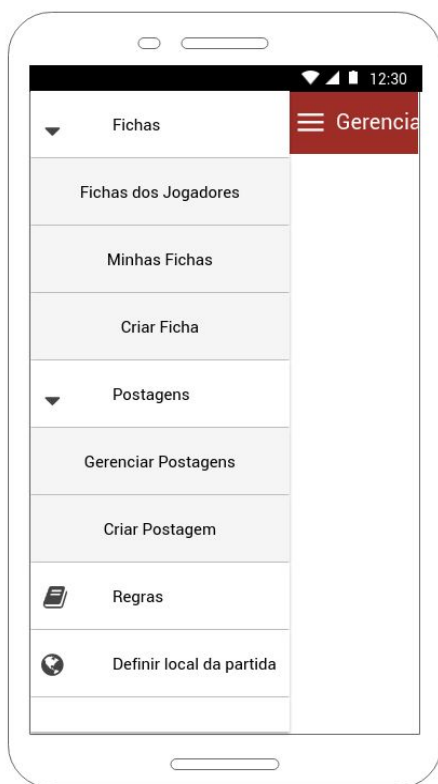 12:30
Fichas
Gerencia
Fichas dos Jogadores
Minhas Fichas
Criar Ficha
Postagens
Gerenciar Postagens
Criar Postagem
Regras
Definir local da partida